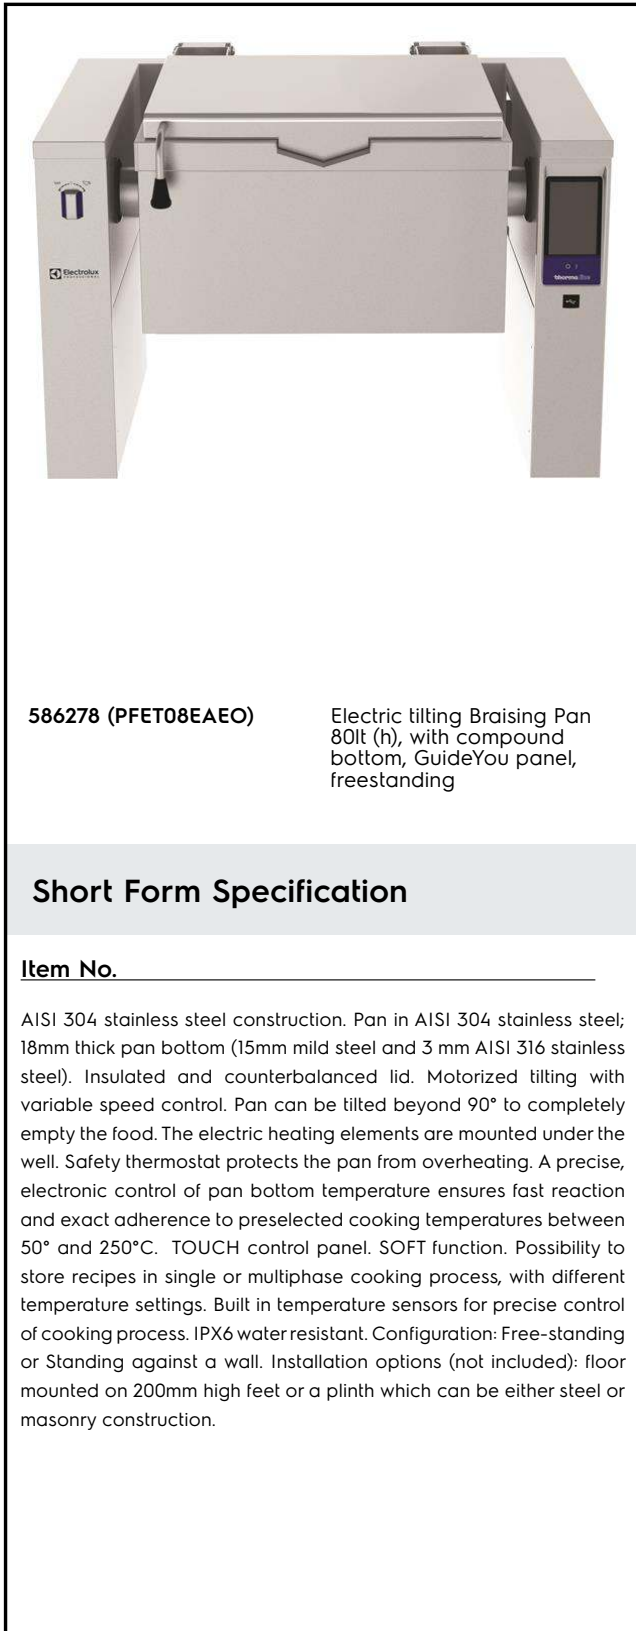 Electrolux
PROFESSIONAL
thermaline
586278 (PFET08EAEO)
Electric tilting Braising Pan
80lt (h), with compound
bottom, GuideYou panel,
freestanding
Short Form Specification
Item No.
AISI 304 stainless steel construction. Pan in AISI 304 stainless steel;
18mm thick pan bottom (15mm mild steel and 3 mm AISI 316 stainless
steel). Insulated and counterbalanced lid. Motorized tilting with
variable speed control. Pan can be tilted beyond 90° to completely
empty the food. The electric heating elements are mounted under the
well. Safety thermostat protects the pan from overheating. A precise,
electronic control of pan bottom temperature ensures fast reaction
and exact adherence to preselected cooking temperatures between
50° and 250°C. TOUCH control panel. SOFT function. Possibility to
store recipes in single or multiphase cooking process, with different
temperature settings. Built in temperature sensors for precise control
of cooking process. IPX6 water resistant. Configuration: Free-standing
or Standing against a wall. Installation options (not included): floor
mounted on 200mm high feet or a plinth which can be either steel or
masonry construction.